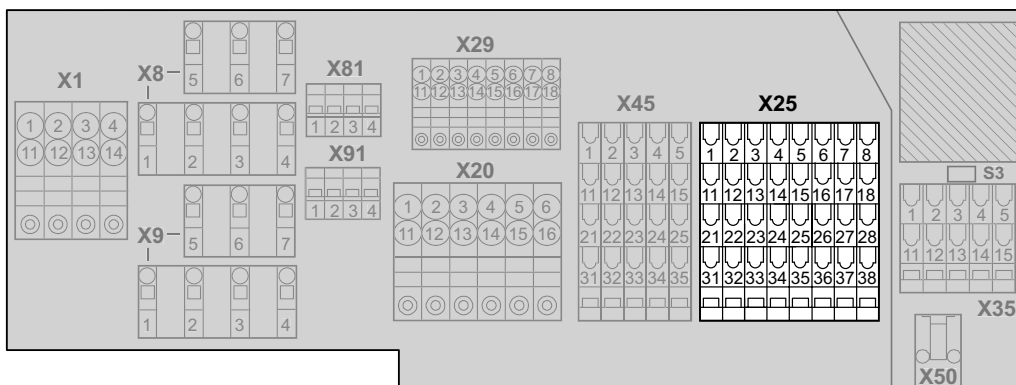 X1
1 2 3 4
11 12 13 14
X8
5 6 7
1 2 3 4
X9
5 6 7
1 2 3 4
X81
1 2 3 4
X91
1 2 3 4
X29
1 2 3 4 5 6 7 8
11 12 13 14 15 16 17 18
X20
1 2 3 4 5 6
11 12 13 14 15 16
X45
1 2 3 4 5
11 12 13 14 15
21 22 23 24 25
31 32 33 34 35
X25
1 2 3 4 5 6 7 8
11 12 13 14 15 16 17 18
21 22 23 24 25 26 27 28
31 32 33 34 35 36 37 38
S3
1 2 3 4 5
11 12 13 14 15
X35
X50